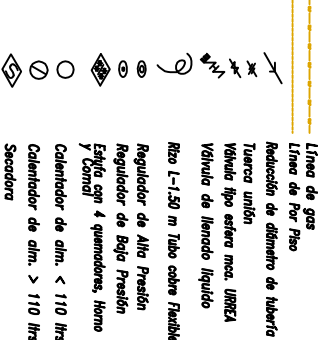 Línea de gas
Línea de Por Piso
Reducción de diámetro de tubería
Tuerca unión
Válvula tipo esfera mca. URREA
Válvula de llenado líquido
Rizo L-1.50 m Tubo cobre Flexible
Regulador de Alta Presión
Regulador de Baja Presión
Estufa con 4 quemadores, Horno
y Comal
Calentador de alm. < 110 ltrs
Calentador de alm. > 110 ltrs
Secadora
S